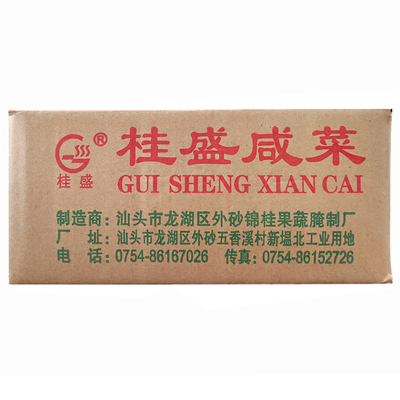 桂盛®
桂盛咸菜
GUI SHENG XIAN CAI
制造商：汕头市龙湖区外砂锦桂果蔬腌制厂
厂 址：汕头市龙湖区外砂五香溪村新堛北工业用地
电 话：0754-86167026 传真：0754-86152726